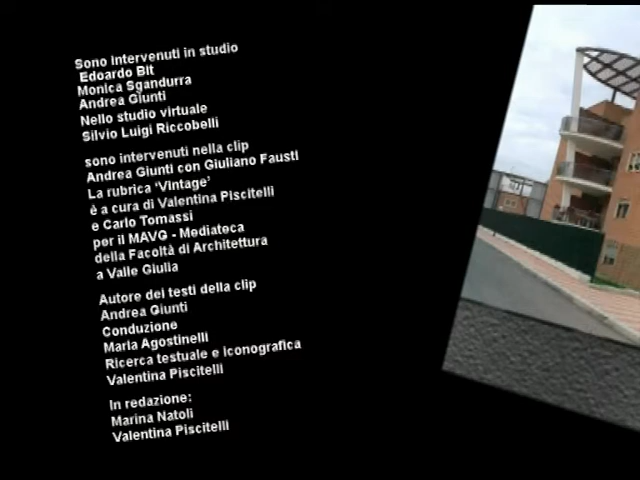 Sono intervenuti in studio
Edoardo Bit
Monica Sgandurra
Andrea Giunti
Nello studio virtuale
Silvio Luigi Riccobelli
sono intervenuti nella clip
Andrea Giunti con Giuliano Fausti
La rubrica 'Vintage'
è a cura di Valentina Piscitelli
e Carlo Tomassi
per il MAVG - Mediateca
della Facoltà di Architettura
a Valle Giulia
Autore dei testi della clip
Andrea Giunti
Conduzione
Maria Agostinelli
Ricerca testuale e iconografica
Valentina Piscitelli
In redazione:
Marina Natoli
Valentina Piscitelli